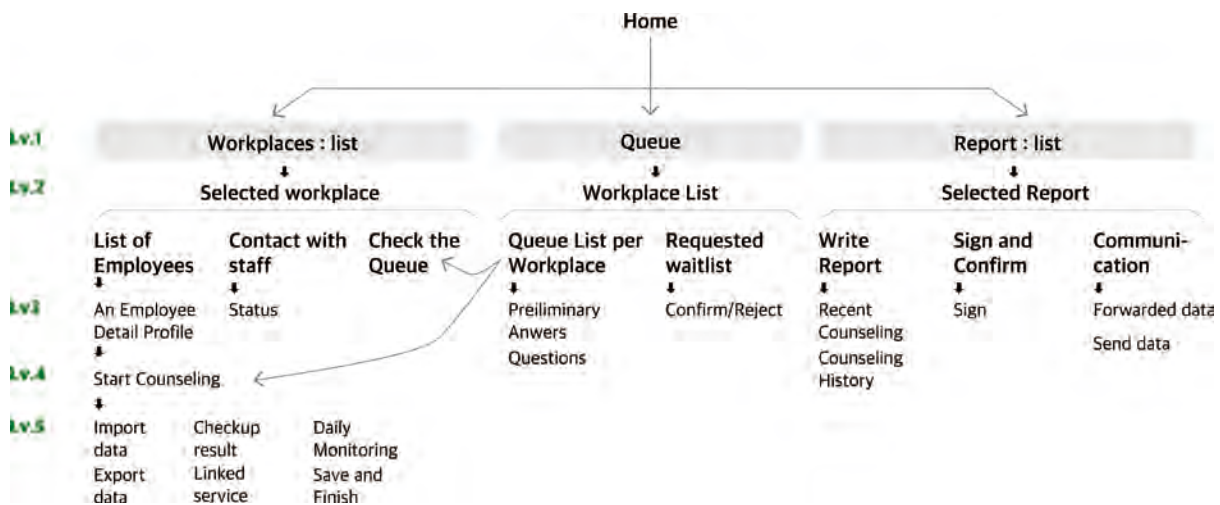 Home
Lv.1
Workplaces : list
Queue
Report : list
Lv.2
Selected workplace
Workplace List
Selected Report
List of
Employees
Contact with
staff
Check the
Queue
Queue List per
Workplace
Requested
waitlist
Write
Report
Sign and
Confirm
Communi-
cation
Lv3
An Employee
Detail Profile
Status
Preiliminary
Anwers
Questions
Confirm/Reject
Recent
Counseling
Counseling
History
Sign
Forwarded data
Send data
Lv.4
Start Counseling
Lv.5
Import
data
Export
data
Checkup
result
Linked
service
Daily
Monitoring
Save and
Finish